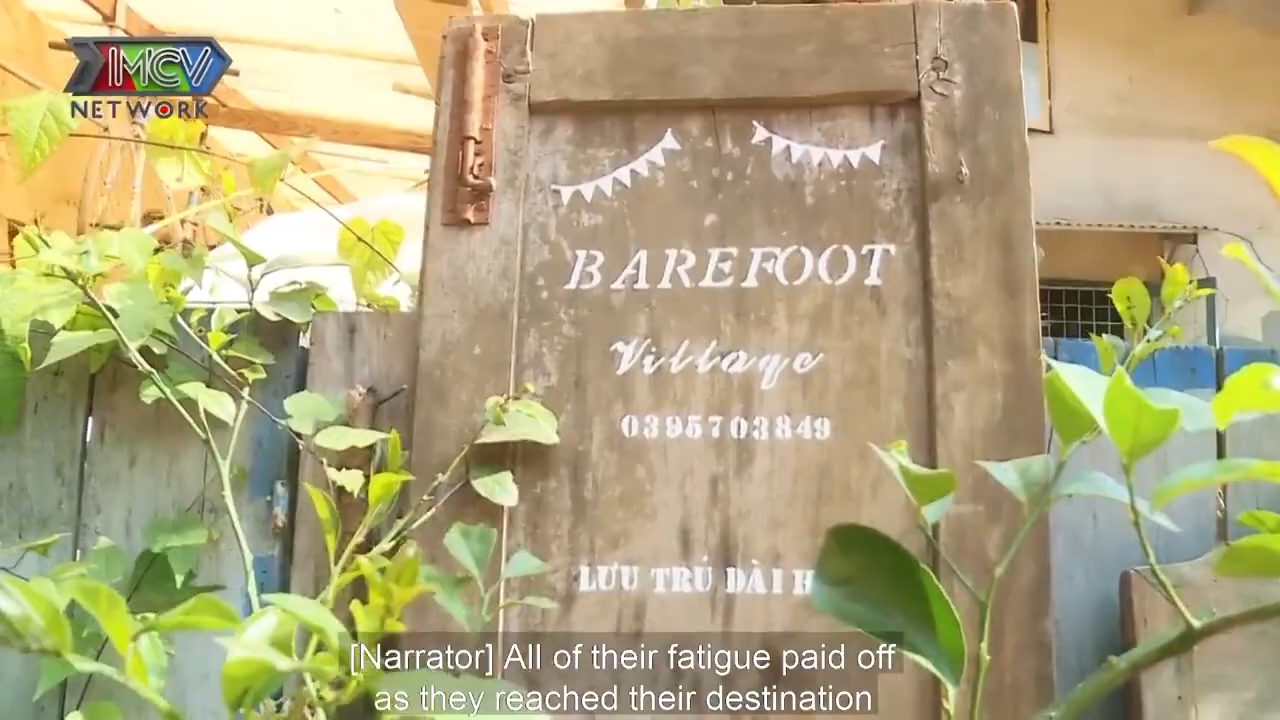 MCV
NETWORK
BAREFOOT
Village
0395703849
LƯU TRÚ DÀI H
[Narrator] All of their fatigue paid off
as they reached their destination